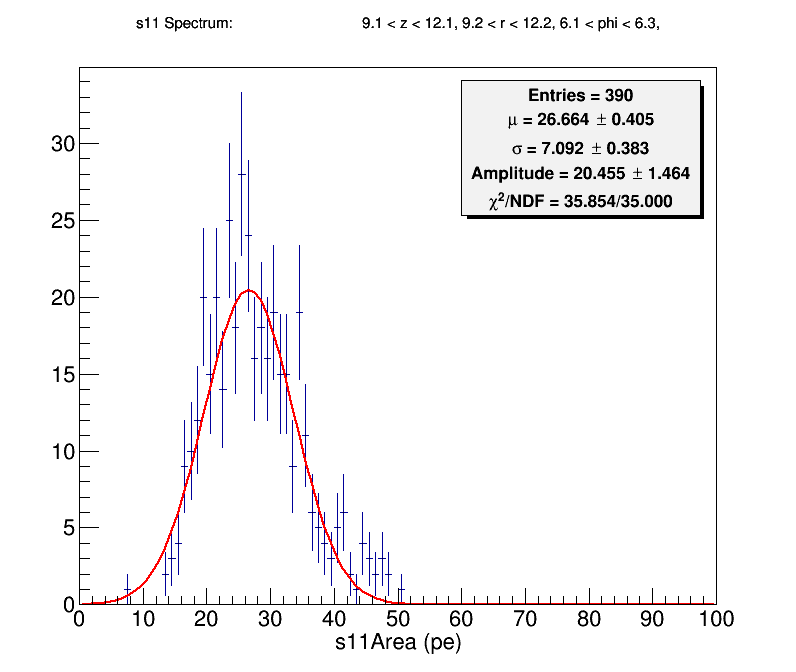 s11 Spectrum: 9.1 < z < 12.1, 9.2 < r < 12.2, 6.1 < phi < 6.3,
Entries = 390
μ = 26.664 ± 0.405
σ = 7.092 ± 0.383
Amplitude = 20.455 ± 1.464
χ²/NDF = 35.854/35.000
30
25
20
15
10
5
0
0 10 20 30 40 50 60 70 80 90 100
s11Area (pe)